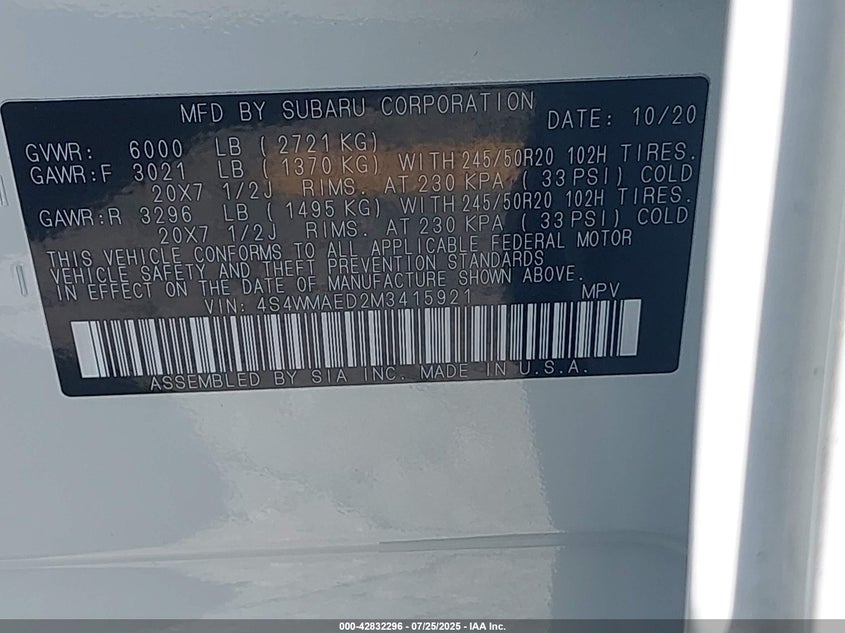 MFD BY SUBARU CORPORATION DATE: 10/20
GVWR: 6000 LB ( 2721 KG)
GAWR:F 3021 LB ( 1370 KG) WITH 245/50R20 102H TIRES.
20X7 1/2J RIMS. AT 230 KPA ( 33 PSI) COLD
GAWR:R 3296 LB ( 1495 KG) WITH 245/50R20 102H TIRES.
20X7 1/2J RIMS. AT 230 KPA ( 33 PSI) COLD
THIS VEHICLE CONFORMS TO ALL APPLICABLE FEDERAL MOTOR
VEHICLE SAFETY AND THEFT PREVENTION STANDARDS
IN EFFECT ON THE DATE OF MANUFACTURE SHOWN ABOVE.
VIN: 4S4WMAED2M3415921 MPV
ASSEMBLED BY SIA INC. MADE IN U.S.A.
000-42832296 - 07/25/2025 - IAA Inc.